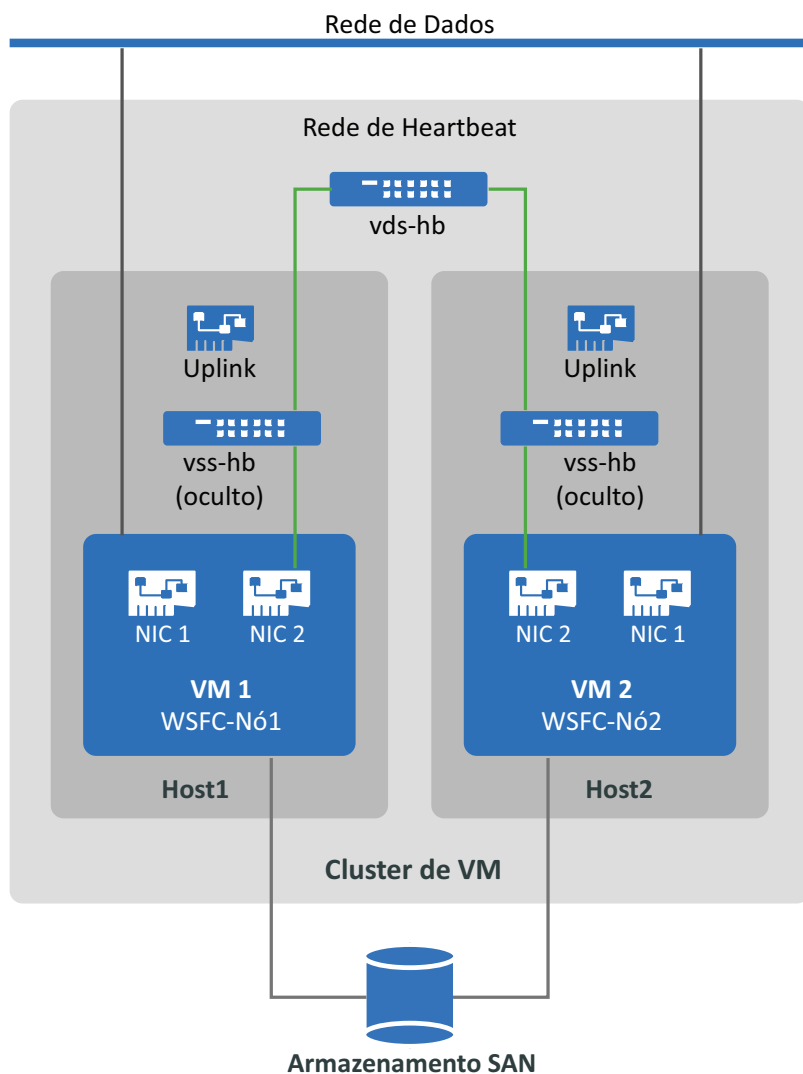 Rede de Dados
Rede de Heartbeat
vds-hb
Uplink
Uplink
vss-hb
(oculto)
vss-hb
(oculto)
NIC 1
NIC 2
NIC 2
NIC 1
VM 1
WSFC-Nó1
VM 2
WSFC-Nó2
Host1
Host2
Cluster de VM
Armazenamento SAN